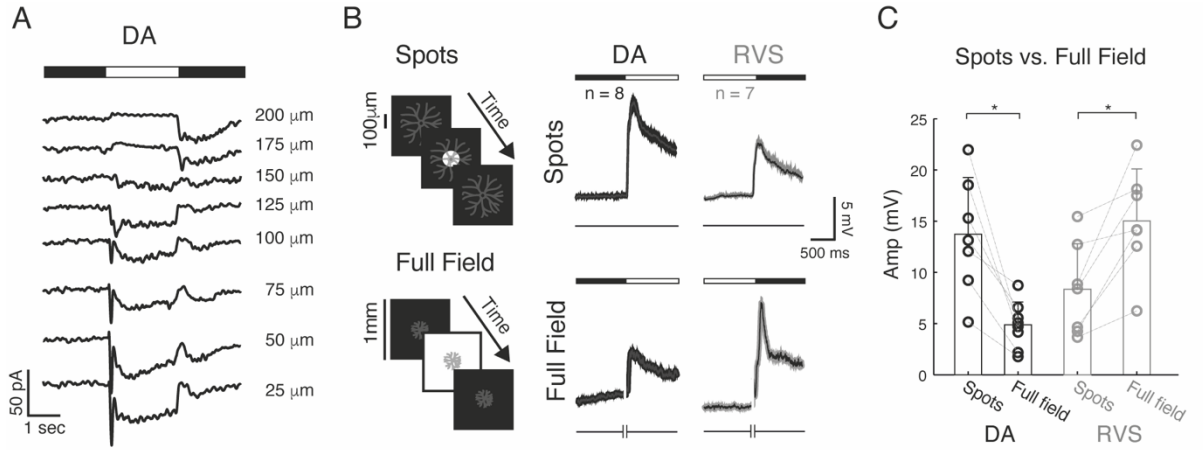 A
DA
200 μm
175 μm
150 μm
125 μm
100 μm
75 μm
50 μm
25 μm
50 pA
1 sec
B
Spots
100μm
Time
Full Field
1mm
Time
DA
RVS
n = 8
n = 7
Spots
5 mV
500 ms
Full Field
C
Spots vs. Full Field
*
*
Amp (mV)
25
20
15
10
5
0
Spots
Full field
Spots
Full field
DA
RVS